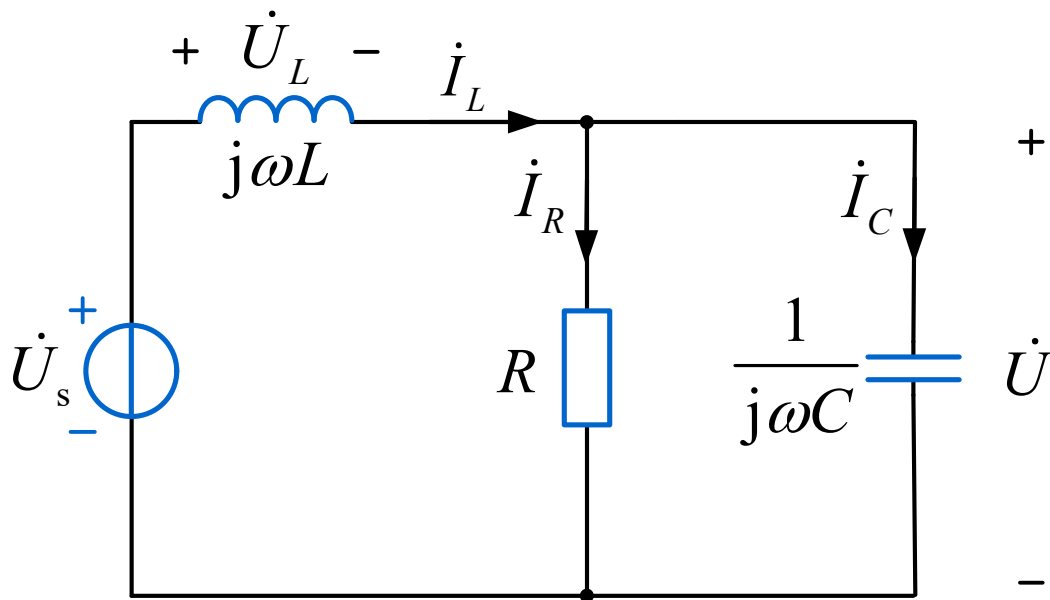 + U̇_L −
İ_L
jωL
+
İ_R
İ_C
+
U̇_s
−
R
1/(jωC)
U̇
−